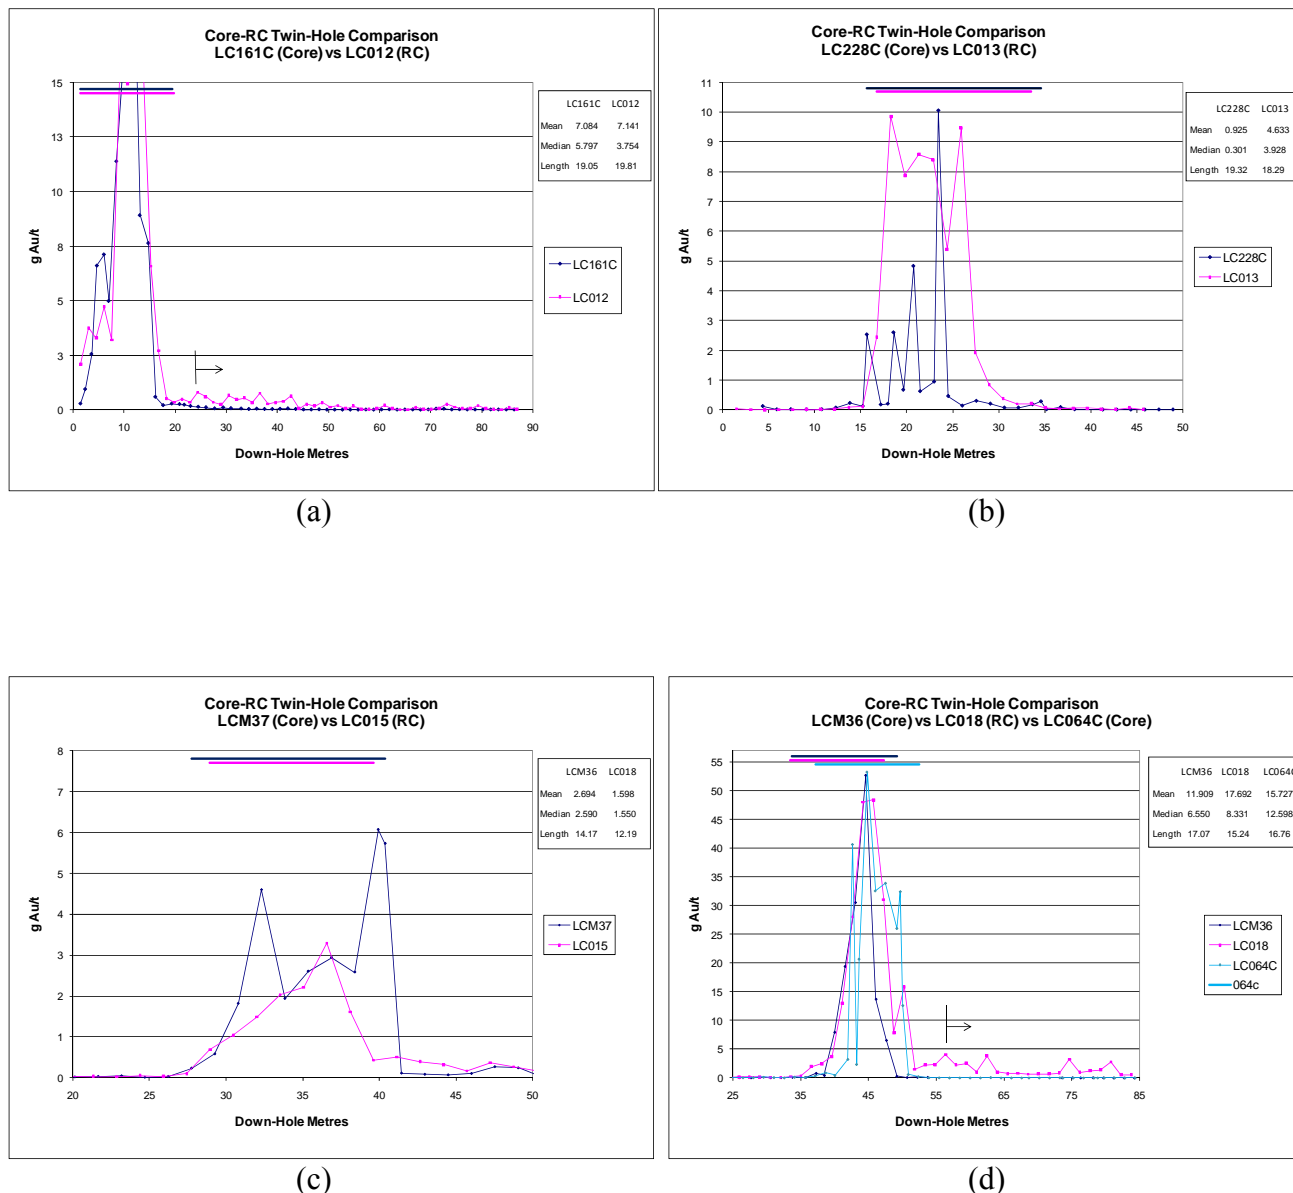 Core-RC Twin-Hole Comparison
LC161C (Core) vs LC012 (RC)
g Au/t
15
13
10
8
5
3
0
0 10 20 30 40 50 60 70 80 90
Down-Hole Metres
LC161C LC012
Mean 7.084 7.141
Median 5.797 3.754
Length 19.05 19.81
LC161C
LC012
(a)
Core-RC Twin-Hole Comparison
LC228C (Core) vs LC013 (RC)
g Au/t
11
10
9
8
7
6
5
4
3
2
1
0
0 5 10 15 20 25 30 35 40 45 50
Down-Hole Metres
LC228C LC013
Mean 0.925 4.633
Median 0.301 3.928
Length 19.32 18.29
LC228C
LC013
(b)
Core-RC Twin-Hole Comparison
LCM37 (Core) vs LC015 (RC)
g Au/t
8
7
6
5
4
3
2
1
0
20 25 30 35 40 45 50
Down-Hole Metres
LCM36 LC018
Mean 2.694 1.598
Median 2.590 1.550
Length 14.17 12.19
LCM37
LC015
(c)
Core-RC Twin-Hole Comparison
LCM36 (Core) vs LC018 (RC) vs LC064C (Core)
g Au/t
55
50
45
40
35
30
25
20
15
10
5
0
25 35 45 55 65 75 85
Down-Hole Metres
LCM36 LC018 LC064C
Mean 11.909 17.692 15.727
Median 6.550 8.331 12.598
Length 17.07 15.24 16.76
LCM36
LC018
LC064C
064c
(d)